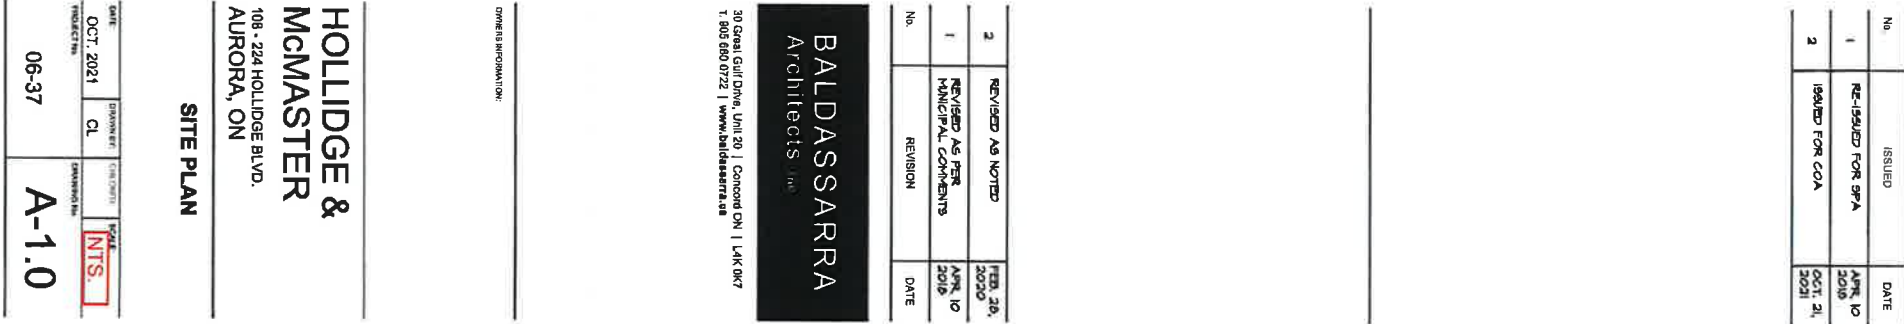 No. ISSUED DATE
1 RE-ISSUED FOR SPA APR. 10
2018
2 ISSUED FOR COA OCT. 21,
2021
2 REVISED AS NOTED FEB. 28,
2020
1 REVISED AS PER
MUNICIPAL COMMENTS APR. 10
2018
No. REVISION DATE
BALDASSARRA
Architects Inc.
30 Great Gulf Drive, Unit 20 | Concord ON | L4K 0K7
T. 905 660 0722 | www.baldassarra.ca
OWNERS INFORMATION:
HOLLIDGE &
McMASTER
108 - 224 HOLLIDGE BLVD.
AURORA, ON
SITE PLAN
DATE: DRAWN BY: CHECKED: SCALE:
OCT. 2021 CL NTS.
PROJECT No. DRAWING No.
06-37 A-1.0